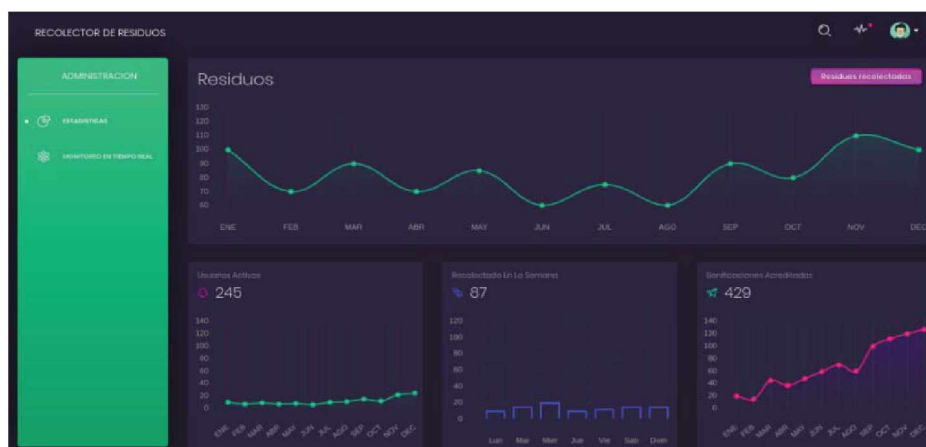 RECOLECTOR DE RESIDUOS
ADMINISTRACION
ESTADISTICAS
MONITOREO EN TIEMPO REAL
Residuos
Residuos recolectados
130
120
110
100
90
80
70
60
ENE FEB MAR ABR MAY JUN JUL AGO SEP OCT NOV DEC
Usuarios Activos
245
140
120
100
80
60
40
20
0
ENE FEB MAR ABR MAY JUN JUL AGO SEP OCT NOV DEC
Recolectado En La Semana
87
120
100
80
60
40
20
0
Lun Mar Mier Jue Vie Sab Dom
Bonificaciones Acreditadas
429
140
120
100
80
60
40
20
0
ENE FEB MAR ABR MAY JUN JUL AGO SEP OCT NOV DEC